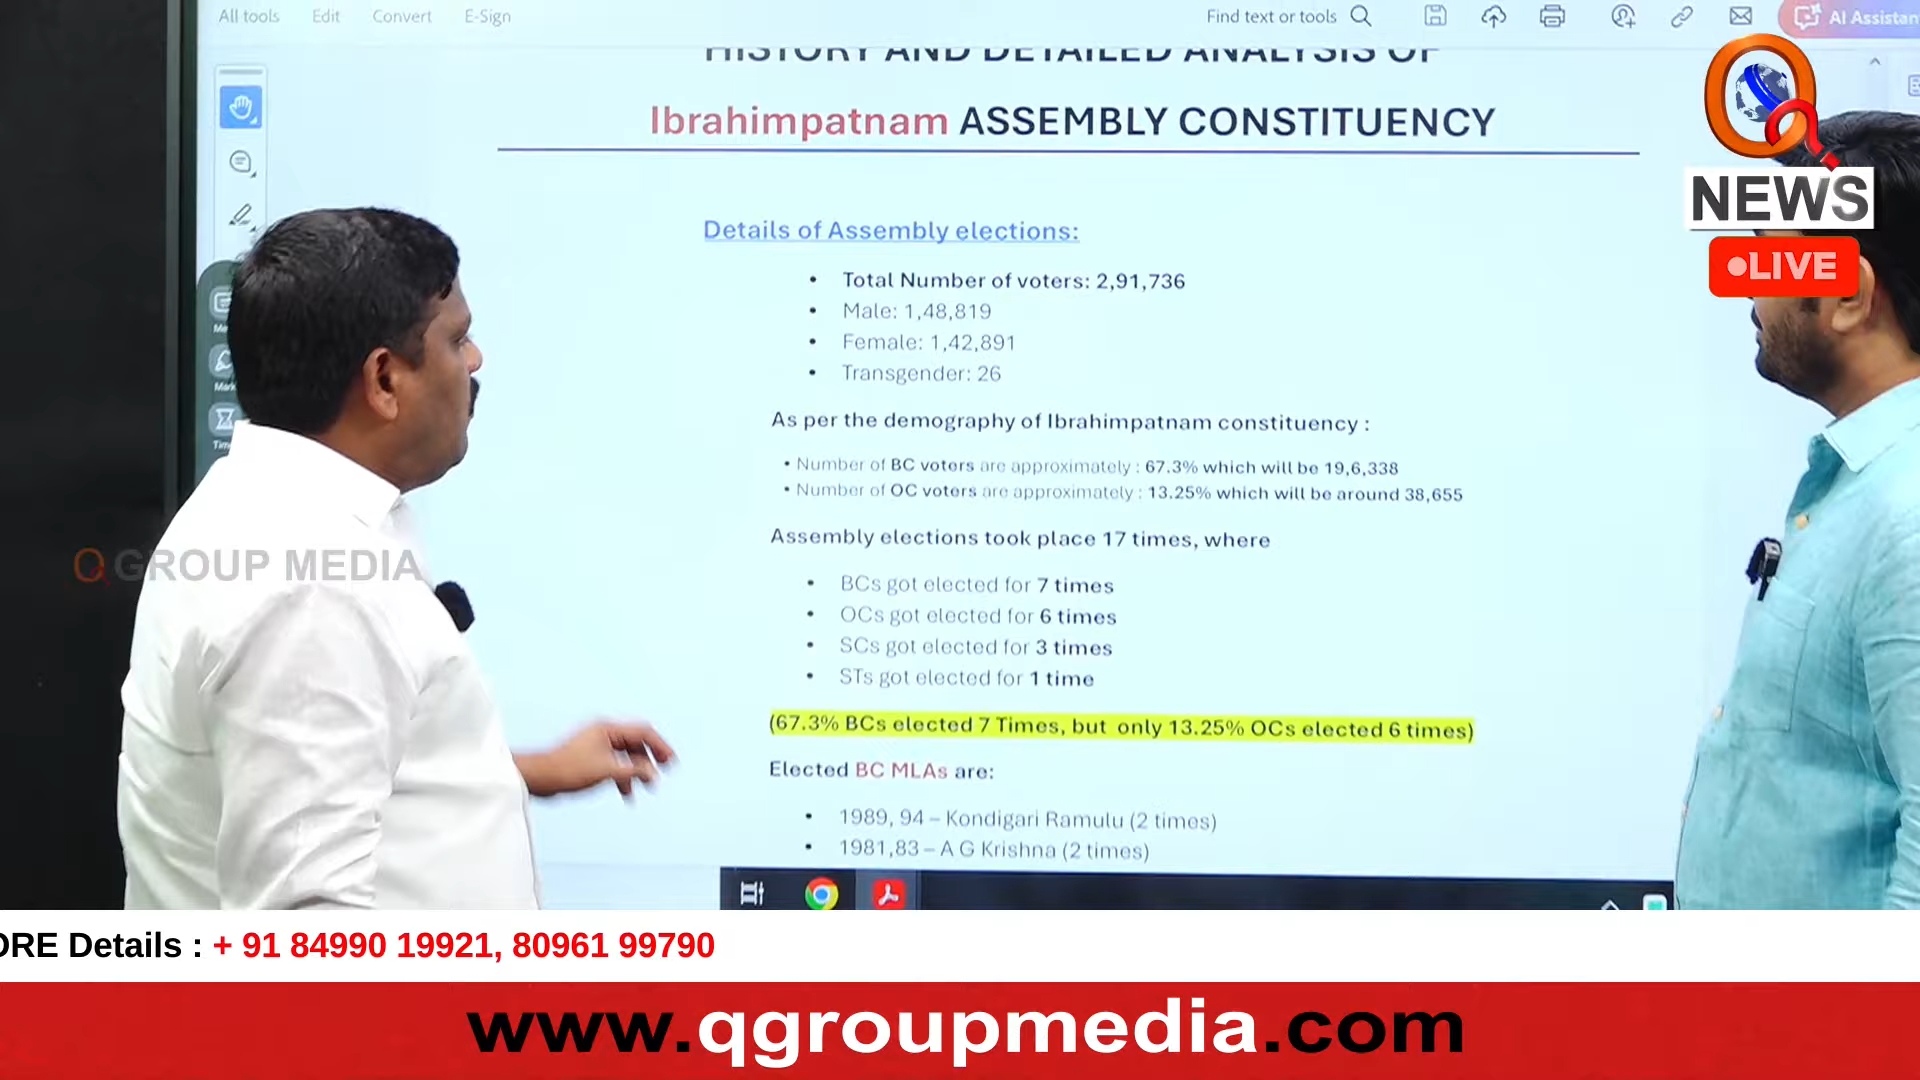 All tools Edit Convert E-Sign Find text or tools AI Assistan
HISTORY AND DETAILED ANALYSIS OF
Ibrahimpatnam ASSEMBLY CONSTITUENCY
NEWS
LIVE
Details of Assembly elections:
• Total Number of voters: 2,91,736
• Male: 1,48,819
• Female: 1,42,891
• Transgender: 26
As per the demography of Ibrahimpatnam constituency :
• Number of BC voters are approximately : 67.3% which will be 19,6,338
• Number of OC voters are approximately : 13.25% which will be around 38,655
Assembly elections took place 17 times, where
Q GROUP MEDIA
• BCs got elected for 7 times
• OCs got elected for 6 times
• SCs got elected for 3 times
• STs got elected for 1 time
(67.3% BCs elected 7 Times, but only 13.25% OCs elected 6 times)
Elected BC MLAs are:
• 1989, 94 – Kondigari Ramulu (2 times)
• 1981,83 – A G Krishna (2 times)
ORE Details : + 91 84990 19921, 80961 99790
www.qgroupmedia.com